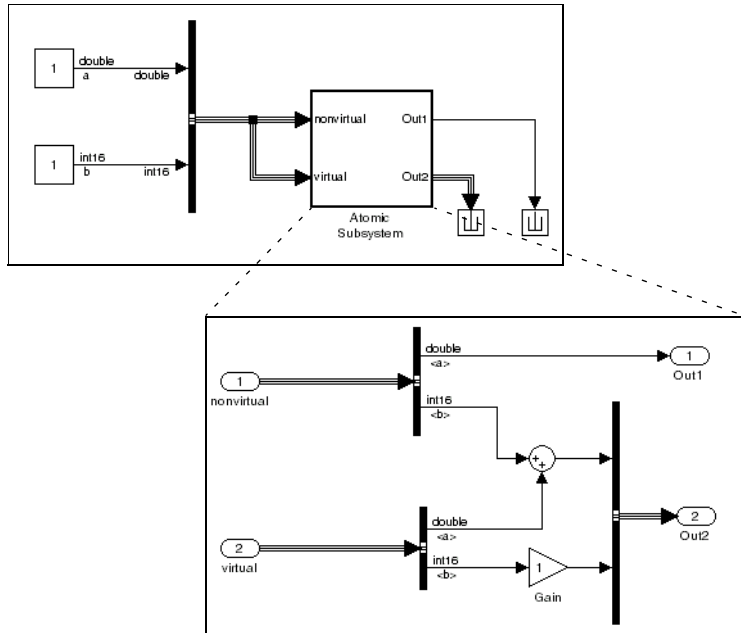 1
double
a
double
1
int16
b
int16
nonvirtual
Out1
virtual
Out2
Atomic
Subsystem
1
nonvirtual
double
<a>
int16
<b>
1
Out1
++
2
virtual
double
<a>
int16
<b>
1
Gain
2
Out2